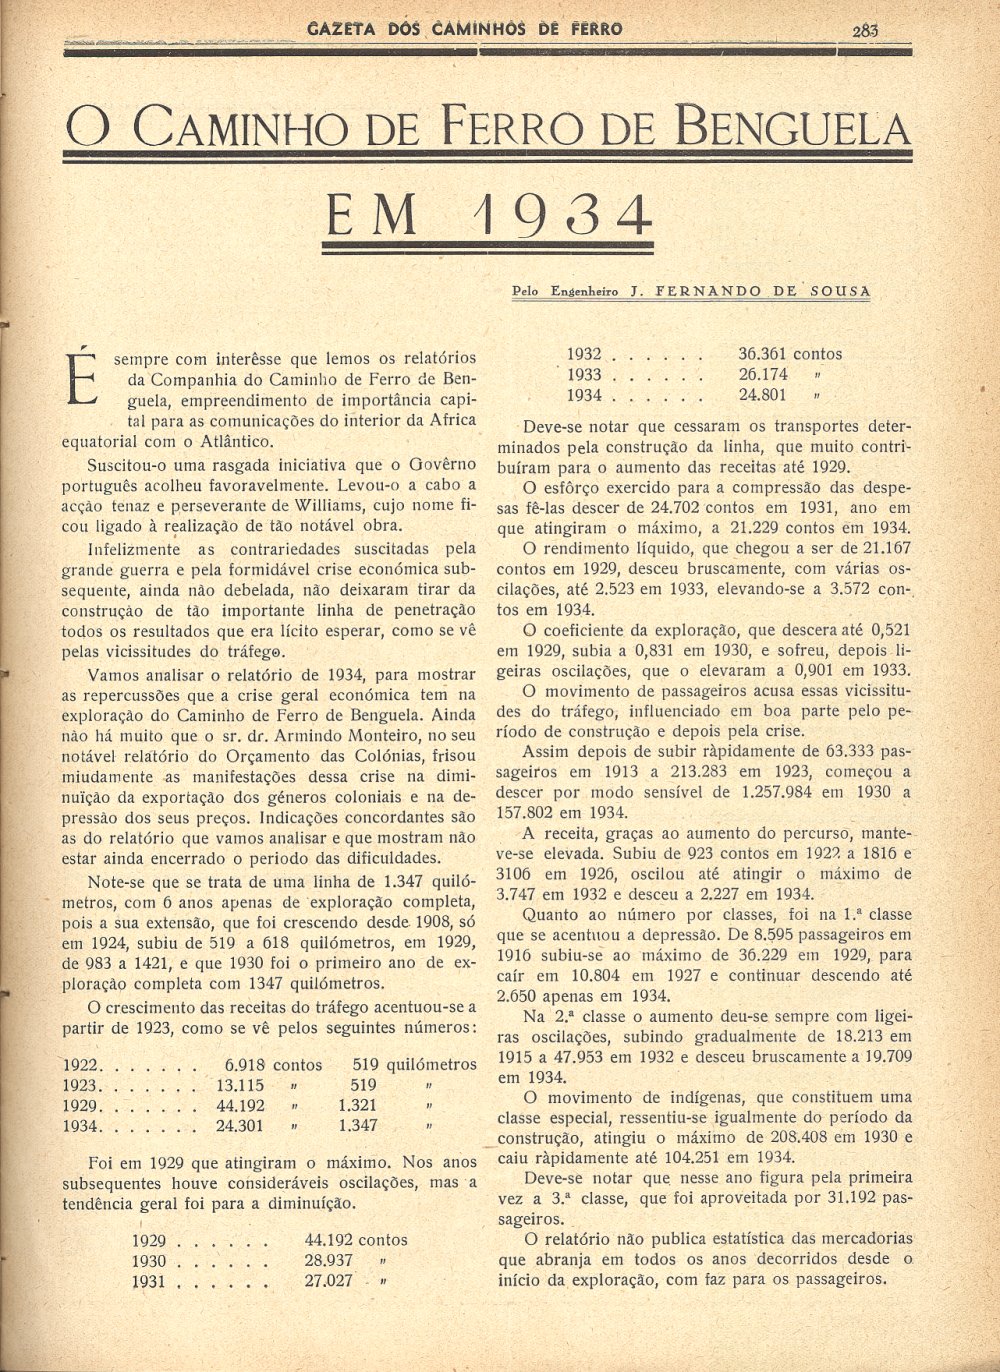 GAZETA DOS CAMINHOS DE FERRO
283
O CAMINHO DE FERRO DE BENGUELA
EM 1934
Pelo Engenheiro J. FERNANDO DE SOUSA
É sempre com interêsse que lemos os relatórios
da Companhia do Caminho de Ferro de Ben-
guela, empreendimento de importância capi-
tal para as comunicações do interior da Africa
equatorial com o Atlântico.
Suscitou-o uma rasgada iniciativa que o Govêrno
português acolheu favoravelmente. Levou-o a cabo a
acção tenaz e perseverante de Williams, cujo nome fi-
cou ligado à realização de tão notável obra.
Infelizmente as contrariedades suscitadas pela
grande guerra e pela formidável crise económica sub-
sequente, ainda não debelada, não deixaram tirar da
construção de tão importante linha de penetração
todos os resultados que era lícito esperar, como se vê
pelas vicissitudes do tráfego.
Vamos analisar o relatório de 1934, para mostrar
as repercussões que a crise geral económica tem na
exploração do Caminho de Ferro de Benguela. Ainda
não há muito que o sr. dr. Armindo Monteiro, no seu
notável relatório do Orçamento das Colónias, frisou
miudamente as manifestações dessa crise na dimi-
nuïção da exportação dos géneros coloniais e na de-
pressão dos seus preços. Indicações concordantes são
as do relatório que vamos analisar e que mostram não
estar ainda encerrado o periodo das dificuldades.
Note-se que se trata de uma linha de 1.347 quiló-
metros, com 6 anos apenas de exploração completa,
pois a sua extensão, que foi crescendo desde 1908, só
em 1924, subiu de 519 a 618 quilómetros, em 1929,
de 983 a 1421, e que 1930 foi o primeiro ano de ex-
ploração completa com 1347 quilómetros.
O crescimento das receitas do tráfego acentuou-se a
partir de 1923, como se vê pelos seguintes números:
1922. . . . . . . 6.918 contos 519 quilómetros
1923. . . . . . . 13.115 » 519 »
1929. . . . . . . 44.192 » 1.321 »
1934. . . . . . . 24.301 » 1.347 »
Foi em 1929 que atingiram o máximo. Nos anos
subsequentes houve consideráveis oscilações, mas a
tendência geral foi para a diminuíção.
1929 . . . . . . 44.192 contos
1930 . . . . . . 28.937 »
1931 . . . . . . 27.027 »
1932 . . . . . . 36.361 contos
1933 . . . . . . 26.174 »
1934 . . . . . . 24.801 »
Deve-se notar que cessaram os transportes deter-
minados pela construção da linha, que muito contri-
buíram para o aumento das receitas até 1929.
O esfôrço exercido para a compressão das despe-
sas fê-las descer de 24.702 contos em 1931, ano em
que atingiram o máximo, a 21.229 contos em 1934.
O rendimento líquido, que chegou a ser de 21.167
contos em 1929, desceu bruscamente, com várias os-
cilações, até 2.523 em 1933, elevando-se a 3.572 con-
tos em 1934.
O coeficiente da exploração, que descera até 0,521
em 1929, subia a 0,831 em 1930, e sofreu, depois li-
geiras oscilações, que o elevaram a 0,901 em 1933.
O movimento de passageiros acusa essas vicissitu-
des do tráfego, influenciado em boa parte pelo pe-
ríodo de construção e depois pela crise.
Assim depois de subir ràpidamente de 63.333 pas-
sageiros em 1913 a 213.283 em 1923, começou a
descer por modo sensível de 1.257.984 em 1930 a
157.802 em 1934.
A receita, graças ao aumento do percurso, mante-
ve-se elevada. Subiu de 923 contos em 1922 a 1816 e
3106 em 1926, oscilou até atingir o máximo de
3.747 em 1932 e desceu a 2.227 em 1934.
Quanto ao número por classes, foi na 1.ª classe
que se acentuou a depressão. De 8.595 passageiros em
1916 subiu-se ao máximo de 36.229 em 1929, para
caír em 10.804 em 1927 e continuar descendo até
2.650 apenas em 1934.
Na 2.ª classe o aumento deu-se sempre com ligei-
ras oscilações, subindo gradualmente de 18.213 em
1915 a 47.953 em 1932 e desceu bruscamente a 19.709
em 1934.
O movimento de indígenas, que constituem uma
classe especial, ressentiu-se igualmente do período da
construção, atingiu o máximo de 208.408 em 1930 e
caiu ràpidamente até 104.251 em 1934.
Deve-se notar que nesse ano figura pela primeira
vez a 3.ª classe, que foi aproveitada por 31.192 pas-
sageiros.
O relatório não publica estatística das mercadorias
que abranja em todos os anos decorridos desde o
início da exploração, com faz para os passageiros.